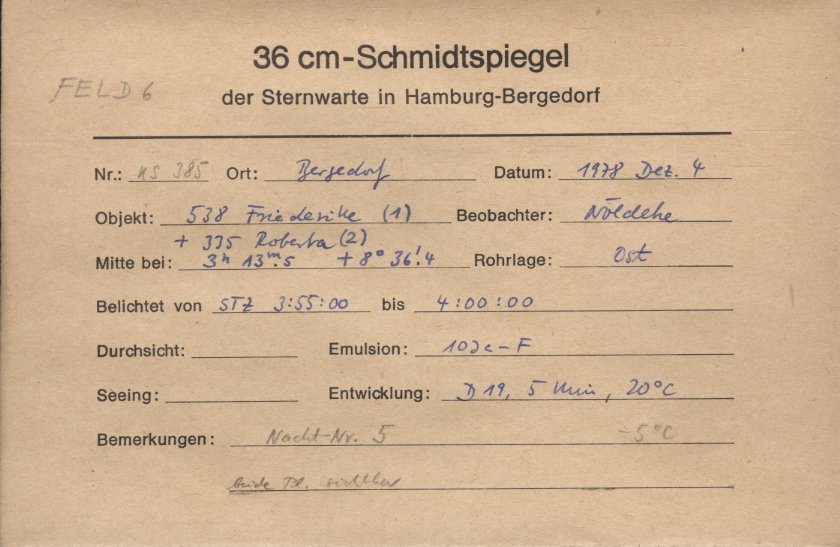 36 cm-Schmidtspiegel
FELD 6
der Sternwarte in Hamburg-Bergedorf
Nr.: KS 385 Ort: Bergedorf Datum: 1978 Dez. 4
Objekt: 538 Friederike (1) Beobachter: Nöldeke
+ 335 Roberta (2)
Mitte bei: 3h 13m.5 + 8° 36!4 Rohrlage: Ost
Belichtet von STZ 3:55:00 bis 4:00:00
Durchsicht: Emulsion: 103a-F
Seeing: Entwicklung: D 19, 5 Min, 20°C
Bemerkungen: Nacht-Nr. 5 -5°C
beide Pl. sichtbar